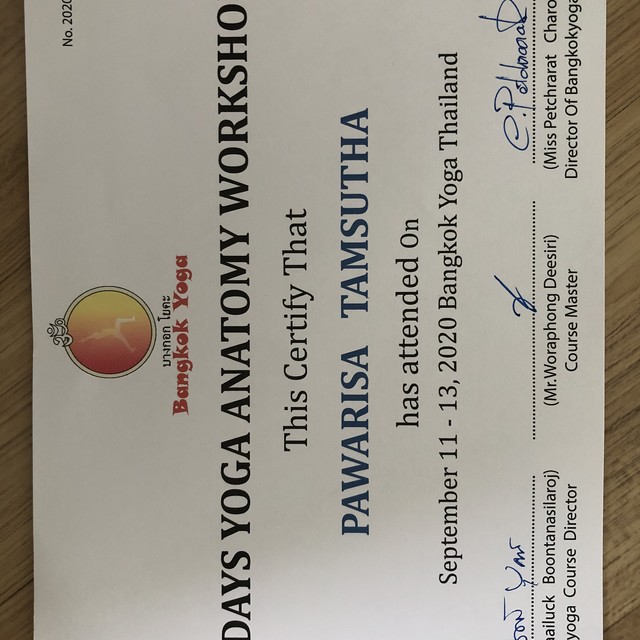 No. 2020
บางกอก โยคะ
Bangkok Yoga
DAYS YOGA ANATOMY WORKSHO
This Certify That
PAWARISA TAMSUTHA
has attended On
September 11 - 13, 2020 Bangkok Yoga Thailand
C. Petchrarat
(Miss Petchrarat Charo
Director Of Bangkokyoga
(Mr.Woraphong Deesiri)
Course Master
ailuck Boontanasilaroj)
yoga Course Director